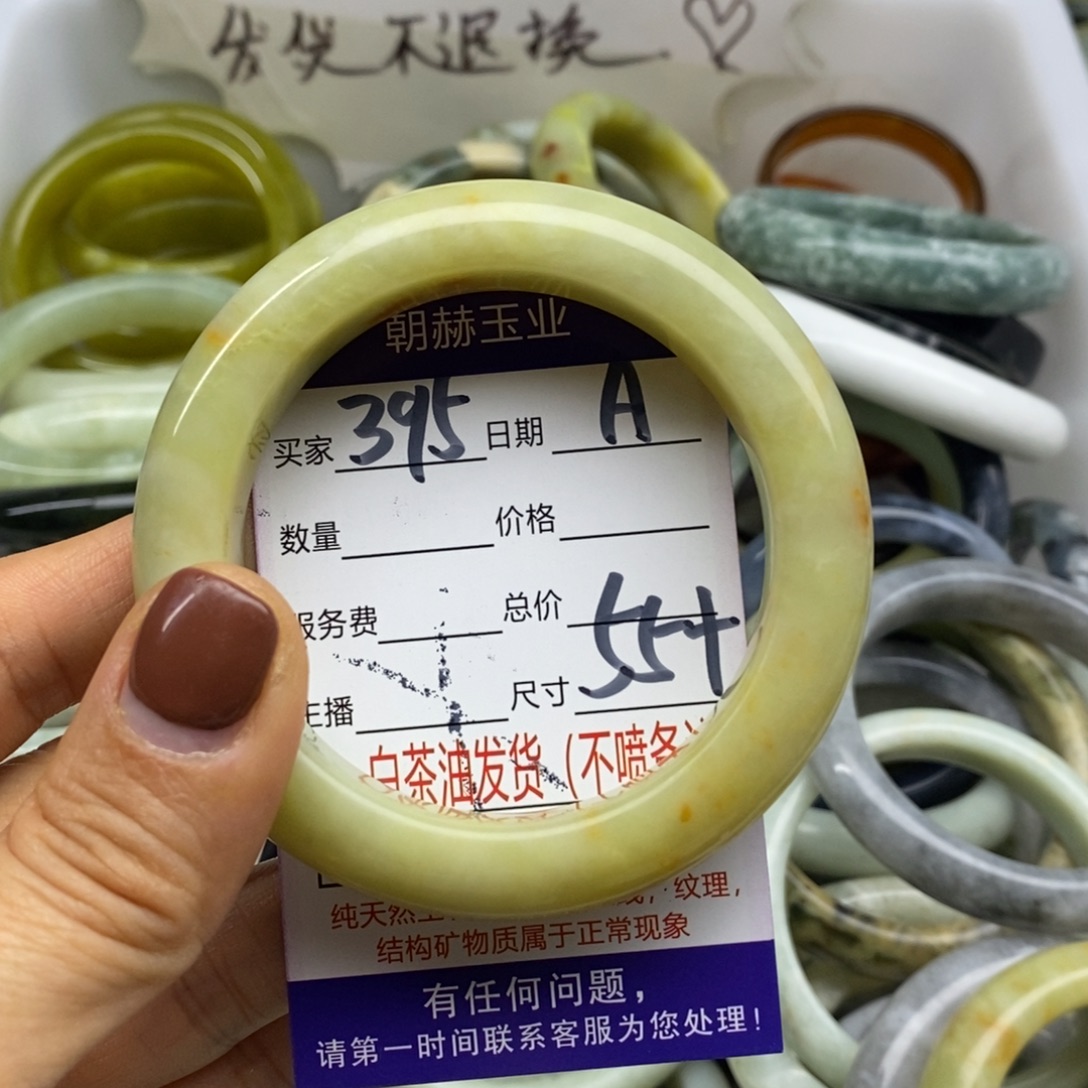 发货不退换.♡
朝赫玉业
买家 395 日期 A
数量 价格
服务费 总价 554
主播 尺寸
白茶油发货(不喷
纯天然 纹理,
结构矿物质属于正常现象
有任何问题,
请第一时间联系客服为您处理!